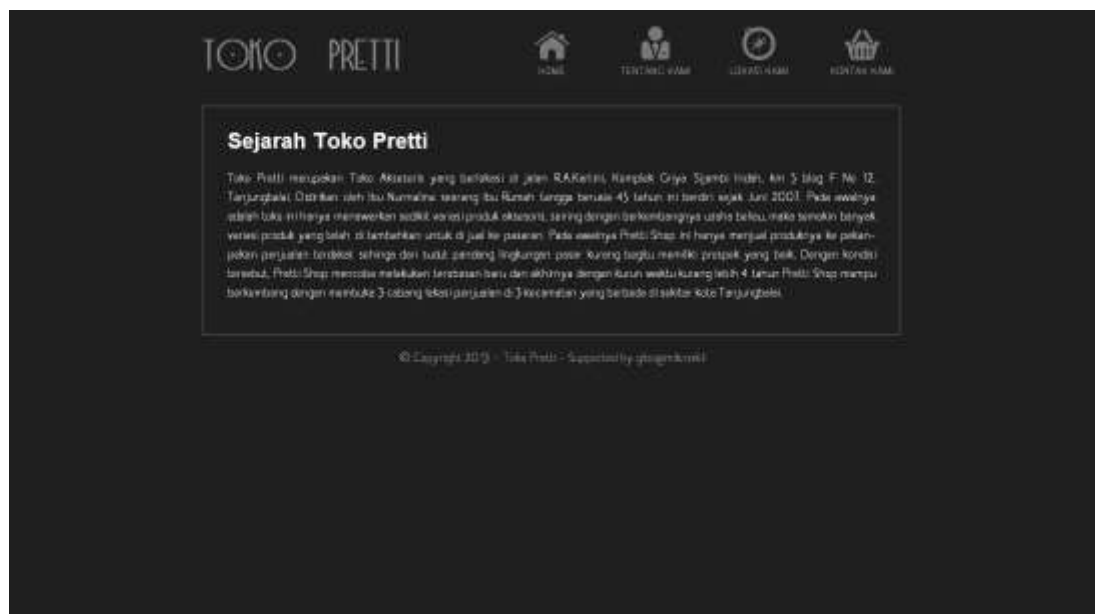 TOKO PRETTI
HOME
TENTANG KAMI
LOKASI KAMI
KONTAK KAMI
Sejarah Toko Pretti
Toko Pretti merupakan Toko Aksesoris yang berlokasi di jalan R.A.Kartini, Komplek Griya Sijambi Indah, km 5 blog F No 12,
Tanjungbalai. Didirikan oleh Ibu Nurmalina seorang Ibu Rumah tangga berusia 45 tahun ini berdiri sejak Juni 2007. Pada awalnya
adalah toko ini hanya menawarkan sedikit variasi produk aksesoris, seiring dengan berkembangnya usaha beliau, maka semakin banyak
variasi produk yang telah di tambahkan untuk di jual ke pasaran. Pada awalnya Pretti Shop ini hanya menjual produknya ke pekan-
pekan penjualan terdekat sehinga dari sudut pandang lingkungan pasar kurang begitu memiliki prospek yang baik. Dengan kondisi
tersebut, Pretti Shop mencoba melakukan terobosan baru dan akhirnya dengan kurun waktu kurang lebih 4 tahun Pretti Shop mampu
berkembang dengan membuka 3 cabang lokasi penjualan di 3 kecamatan yang berbeda di sekitar kota Tanjungbalai.
© Copyright 2013 - Toko Pretti - Supported by